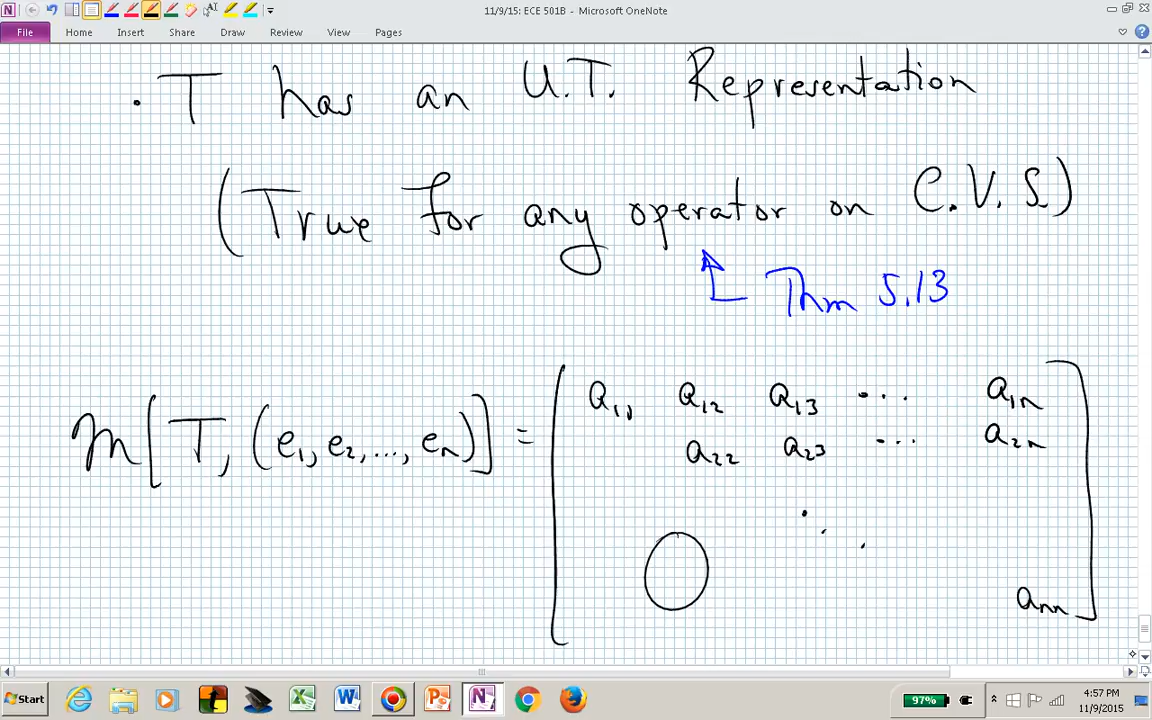 11/9/15: ECE 501B - Microsoft OneNote
File Home Insert Share Draw Review View Pages
· T has an U.T. Representation
(True for any operator on C.V.S.)
Thm 5.13
M[T, (e₁, e₂, ..., eₙ)] = [a₁₁ a₁₂ a₁₃ ... a₁ₙ
a₂₂ a₂₃ ... a₂ₙ
⋱
0
aₙₙ]
Start 97% 4:57 PM
11/9/2015